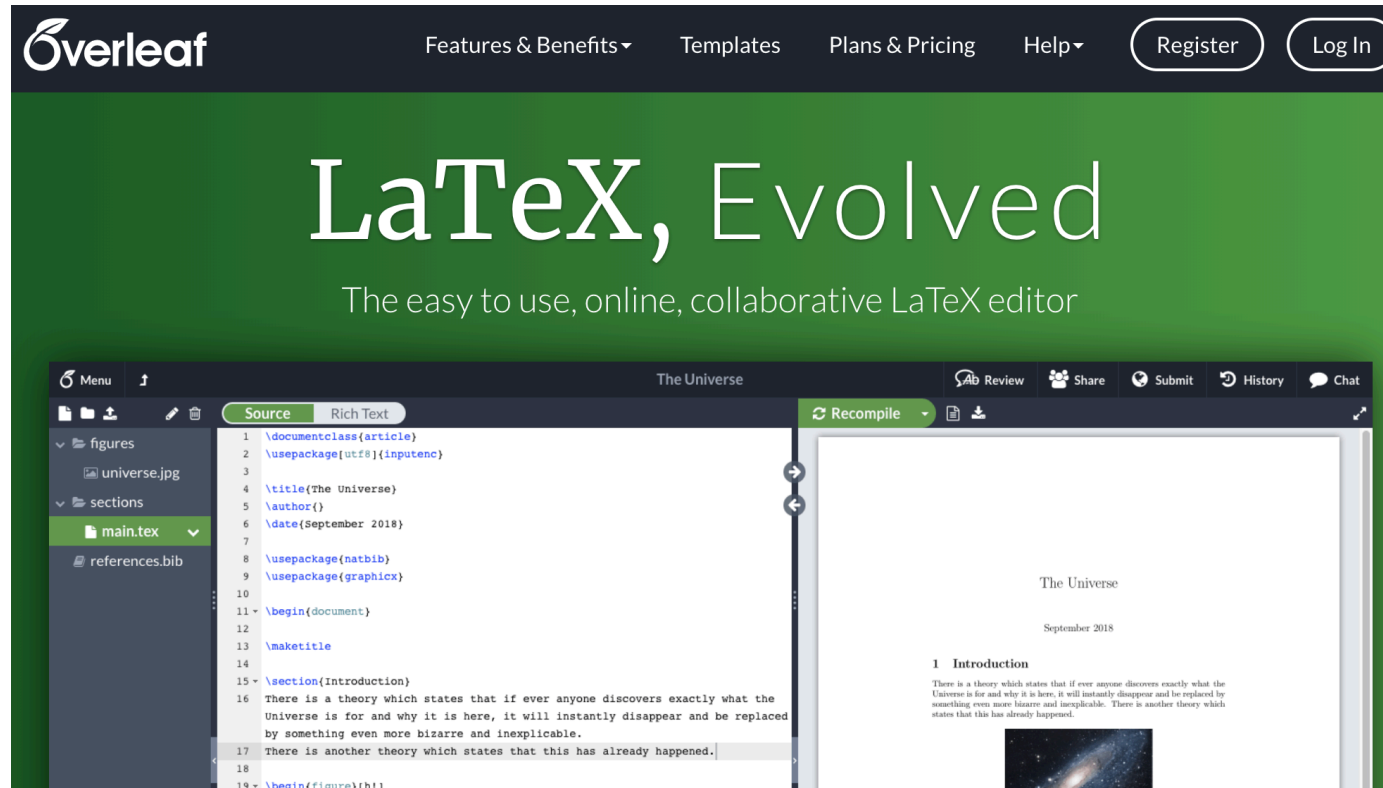 Overleaf
Features & Benefits Templates Plans & Pricing Help Register Log In
LaTeX, Evolved
The easy to use, online, collaborative LaTeX editor
Menu The Universe Review Share Submit History Chat
Source Rich Text Recompile
figures
universe.jpg
sections
main.tex
references.bib
1 \documentclass{article}
2 \usepackage[utf8]{inputenc}
3
4 \title{The Universe}
5 \author{}
6 \date{September 2018}
7
8 \usepackage{natbib}
9 \usepackage{graphicx}
10
11 \begin{document}
12
13 \maketitle
14
15 \section{Introduction}
16 There is a theory which states that if ever anyone discovers exactly what the
Universe is for and why it is here, it will instantly disappear and be replaced
by something even more bizarre and inexplicable.
17 There is another theory which states that this has already happened.
18
19 \begin{figure}[h!]
The Universe
September 2018
1 Introduction
There is a theory which states that if ever anyone discovers exactly what the
Universe is for and why it is here, it will instantly disappear and be replaced by
something even more bizarre and inexplicable. There is another theory which
states that this has already happened.